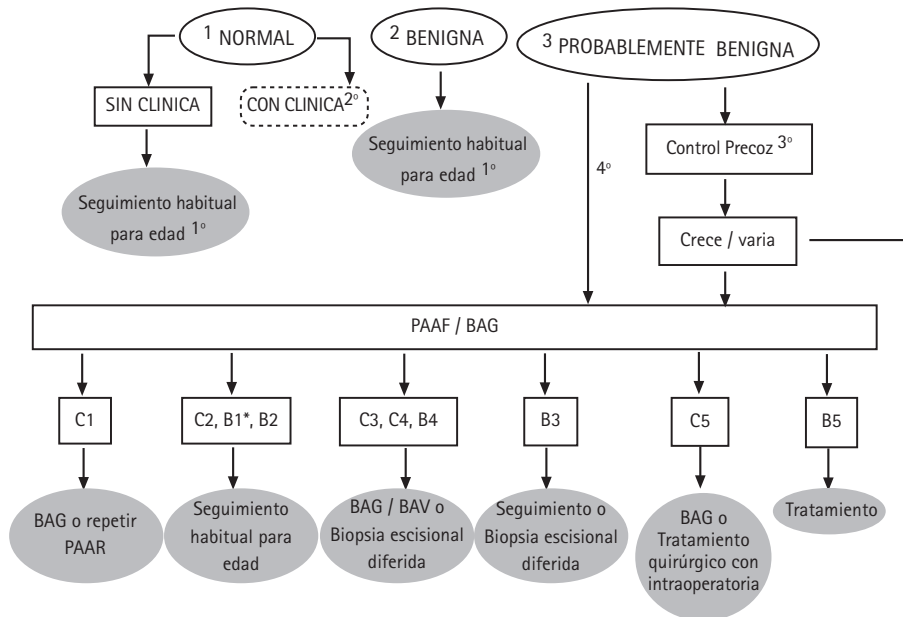 1 NORMAL
2 BENIGNA
3 PROBABLEMENTE BENIGNA
SIN CLINICA
CON CLINICA2º
Seguimiento habitual
para edad 1º
Seguimiento habitual
para edad 1º
4º
Control Precoz 3º
Crece / varia
PAAF / BAG
C1
C2, B1*, B2
C3, C4, B4
B3
C5
B5
BAG o repetir
PAAR
Seguimiento
habitual para
edad
BAG / BAV o
Biopsia escisional
diferida
Seguimiento o
Biopsia escisional
diferida
BAG o
Tratamiento
quirúrgico con
intraoperatoria
Tratamiento